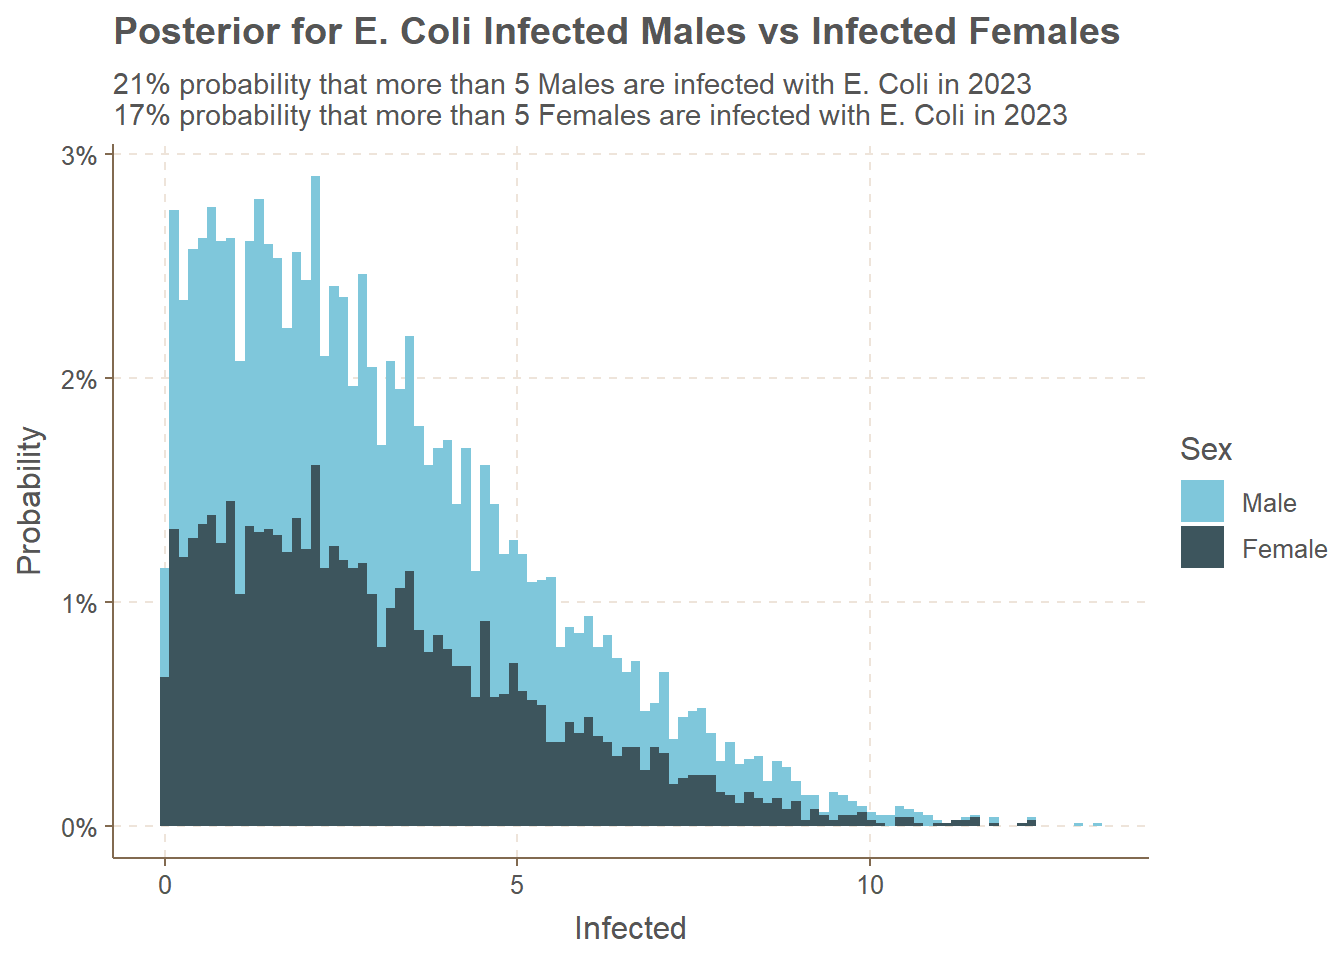 Posterior for E. Coli Infected Males vs Infected Females
21% probability that more than 5 Males are infected with E. Coli in 2023
17% probability that more than 5 Females are infected with E. Coli in 2023
3%
2%
1%
0%
Probability
0
5
10
Infected
Sex
Male
Female